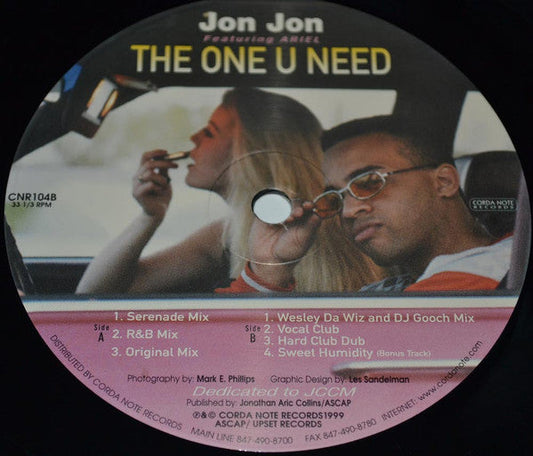 Jon Jon
Featuring ARIEL
THE ONE U NEED
CNR104B
33 1/3 RPM
CORDA NOTE
RECORDS
Side
A
1. Serenade Mix
2. R&B Mix
3. Original Mix
Side
B
1. Wesley Da Wiz and DJ Gooch Mix
2. Vocal Club
3. Hard Club Dub
4. Sweet Humidity (Bonus Track)
Photography by: Mark E. Phillips
Graphic Design by: Les Sandelman
Dedicated to JCCM
Published by: Jonathan Aric Collins/ASCAP
℗&© CORDA NOTE RECORDS1999
ASCAP/ UPSET RECORDS
DISTRIBUTED BY CORDA NOTE RECORDS MAIN LINE 847-490-8700 FAX 847-490-8780 INTERNET: www.cordanote.com